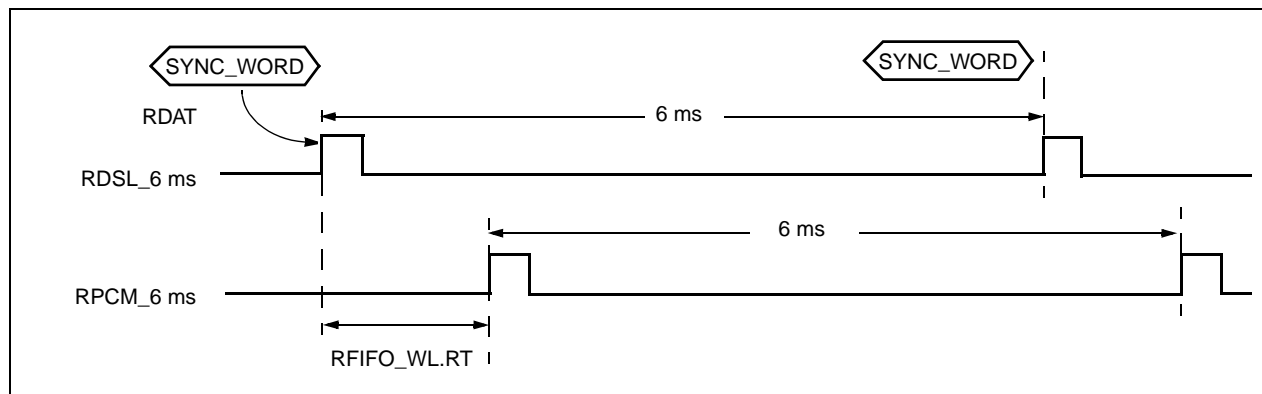 SYNC_WORD
SYNC_WORD
RDAT
6 ms
RDSL_6 ms
6 ms
RPCM_6 ms
RFIFO_WL.RT